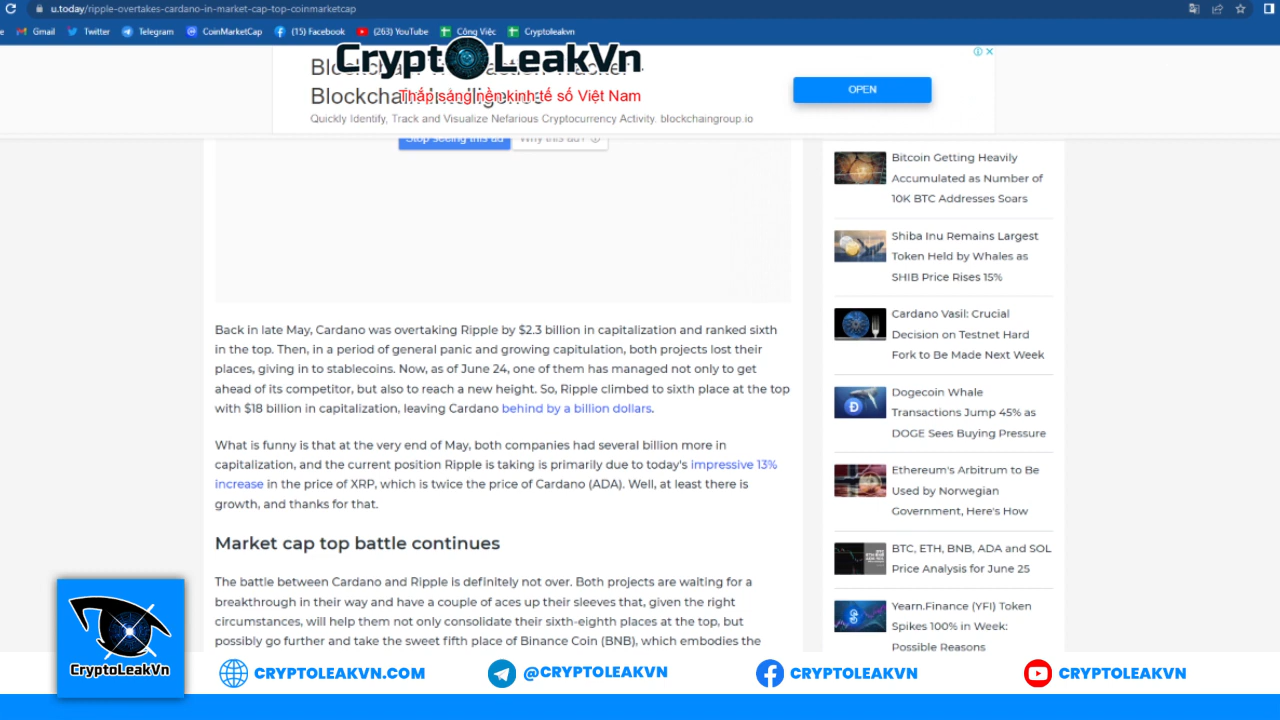 u.today/ripple-overtakes-cardano-in-market-cap-top-coinmarketcap
Gmail Twitter Telegram CoinMarketCap (15) Facebook (263) YouTube Công Việc Cryptoleakvn
CryptoLeakVn
Thắp sáng nền kinh tế số Việt Nam
Quickly Identify, Track and Visualize Nefarious Cryptocurrency Activity. blockchaingroup.io
OPEN
Stop seeing this ad Why this ad?
Back in late May, Cardano was overtaking Ripple by $2.3 billion in capitalization and ranked sixth
in the top. Then, in a period of general panic and growing capitulation, both projects lost their
places, giving in to stablecoins. Now, as of June 24, one of them has managed not only to get
ahead of its competitor, but also to reach a new height. So, Ripple climbed to sixth place at the top
with $18 billion in capitalization, leaving Cardano behind by a billion dollars.
What is funny is that at the very end of May, both companies had several billion more in
capitalization, and the current position Ripple is taking is primarily due to today's impressive 13%
increase in the price of XRP, which is twice the price of Cardano (ADA). Well, at least there is
growth, and thanks for that.
Market cap top battle continues
The battle between Cardano and Ripple is definitely not over. Both projects are waiting for a
breakthrough in their way and have a couple of aces up their sleeves that, given the right
circumstances, will help them not only consolidate their sixth-eighth places at the top, but
possibly go further and take the sweet fifth place of Binance Coin (BNB), which embodies the
Bitcoin Getting Heavily
Accumulated as Number of
10K BTC Addresses Soars
Shiba Inu Remains Largest
Token Held by Whales as
SHIB Price Rises 15%
Cardano Vasil: Crucial
Decision on Testnet Hard
Fork to Be Made Next Week
Dogecoin Whale
Transactions Jump 45% as
DOGE Sees Buying Pressure
Ethereum's Arbitrum to Be
Used by Norwegian
Government, Here's How
BTC, ETH, BNB, ADA and SOL
Price Analysis for June 25
Yearn.Finance (YFI) Token
Spikes 100% in Week:
Possible Reasons
CryptoLeakVn
CRYPTOLEAKVN.COM
@CRYPTOLEAKVN
CRYPTOLEAKVN
CRYPTOLEAKVN